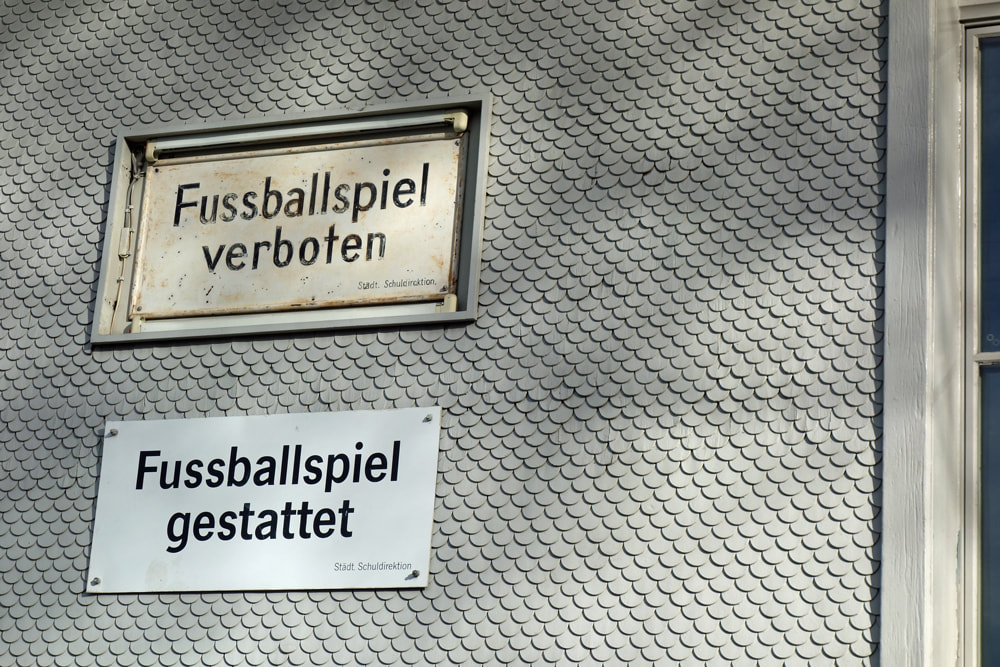 Fussballspiel
verboten
Städt. Schuldirektion.
Fussballspiel
gestattet
Städt. Schuldirektion